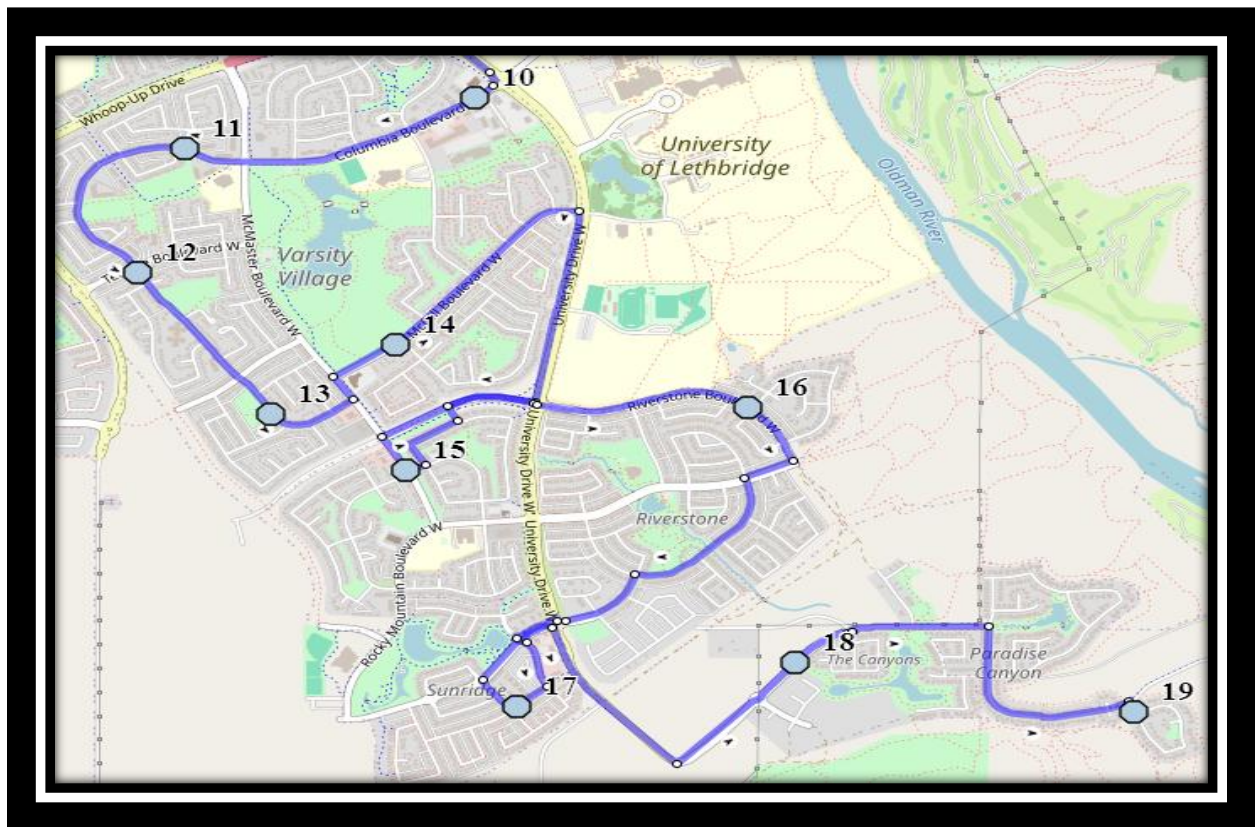 10
Whoop-Up Drive
11
Columbia Boulevard
University
of Lethbridge
Oldman River
12
Boulevard W
McMaster Boulevard W
Varsity
Village
University Drive W
Boulevard W
14
13
16
Riverstone
15
University Drive W
University Drive W
Riverstone
Rocky Mountain Boulevard W
18
The Canyons
Paradise
Canyon
Sunridge
17
19